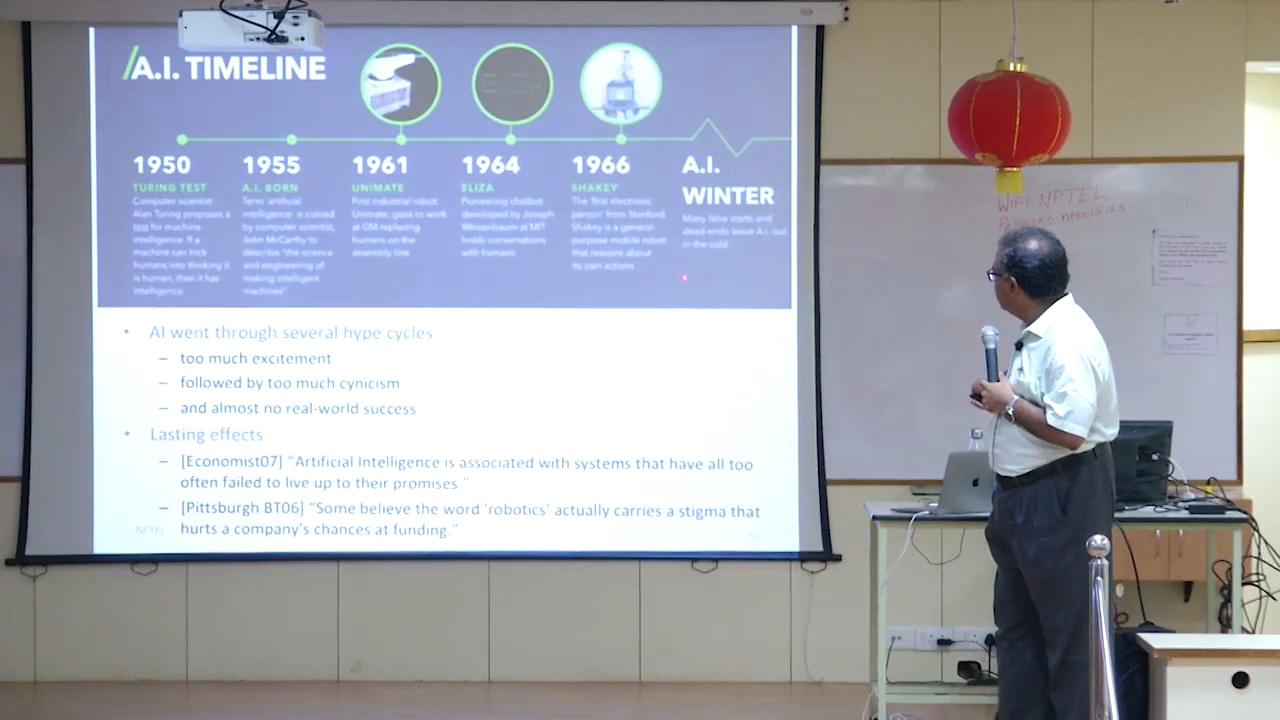 /A.I. TIMELINE
1950
TURING TEST
Computer scientist
Alan Turing proposes a
test for machine
intelligence. If a
machine can trick
humans into thinking it
is human, then it has
intelligence
1955
A.I. BORN
Term 'artificial
intelligence' is coined
by computer scientist,
John McCarthy to
describe "the science
and engineering of
making intelligent
machines"
1961
UNIMATE
First industrial robot,
Unimate, goes to work
at GM replacing
humans on the
assembly line
ELIZA
1964
ELIZA
Pioneering chatbot
developed by Joseph
Weizenbaum at MIT
holds conversations
with humans
1966
SHAKEY
The 'first electronic
person' from Stanford,
Shakey is a general-
purpose mobile robot
that reasons about
its own actions
A.I.
WINTER
Many false starts and
dead-ends leave A.I. out
in the cold
• AI went through several hype cycles
– too much excitement
– followed by too much cynicism
– and almost no real-world success
• Lasting effects
– [Economist07] "Artificial Intelligence is associated with systems that have all too
often failed to live up to their promises."
– [Pittsburgh BT06] "Some believe the word 'robotics' actually carries a stigma that
hurts a company's chances at funding."
NPTEL
WiFi NPTEL